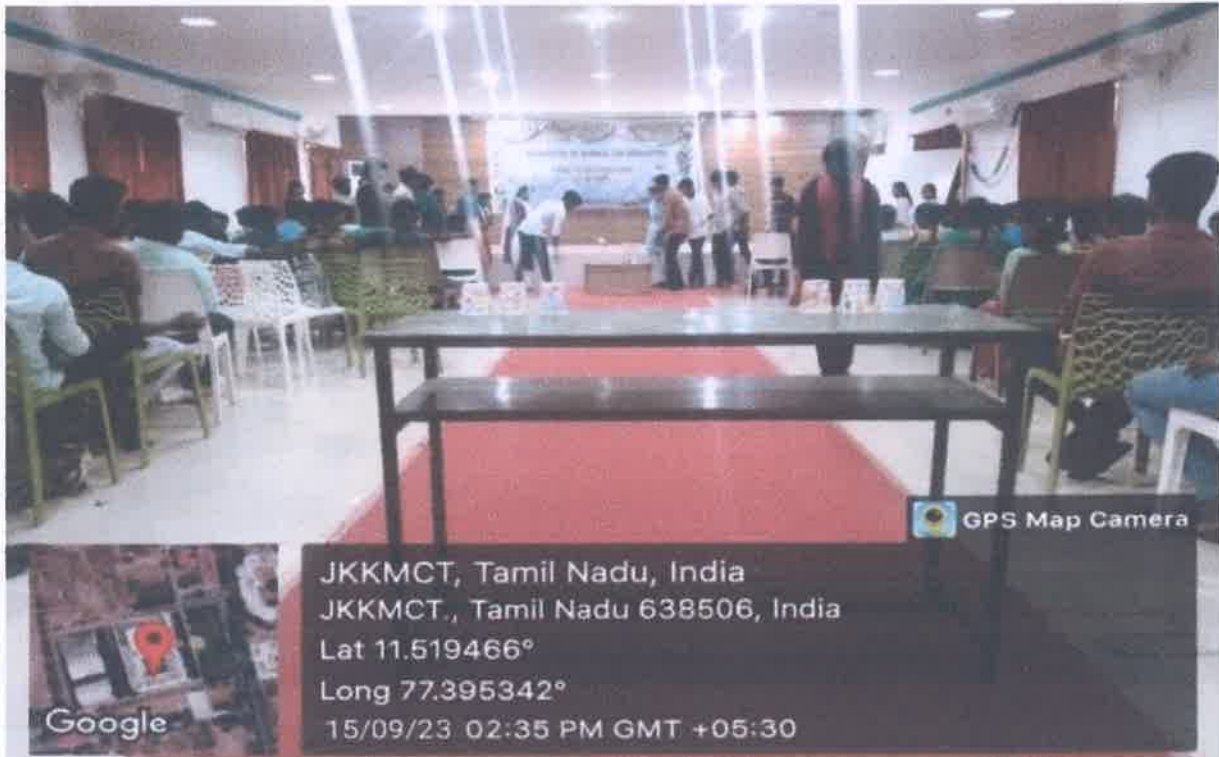 GPS Map Camera
JKKMCT, Tamil Nadu, India
JKKMCT., Tamil Nadu 638506, India
Lat 11.519466°
Long 77.395342°
15/09/23 02:35 PM GMT +05:30
Google